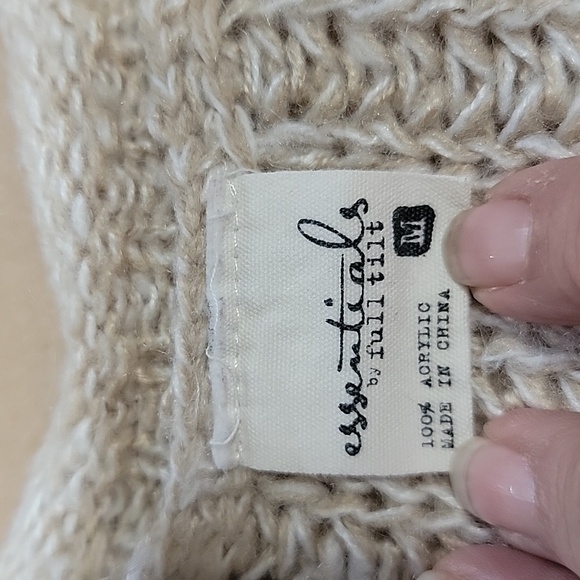 essentials
by full tilt
M
100% ACRYLIC
MADE IN CHINA